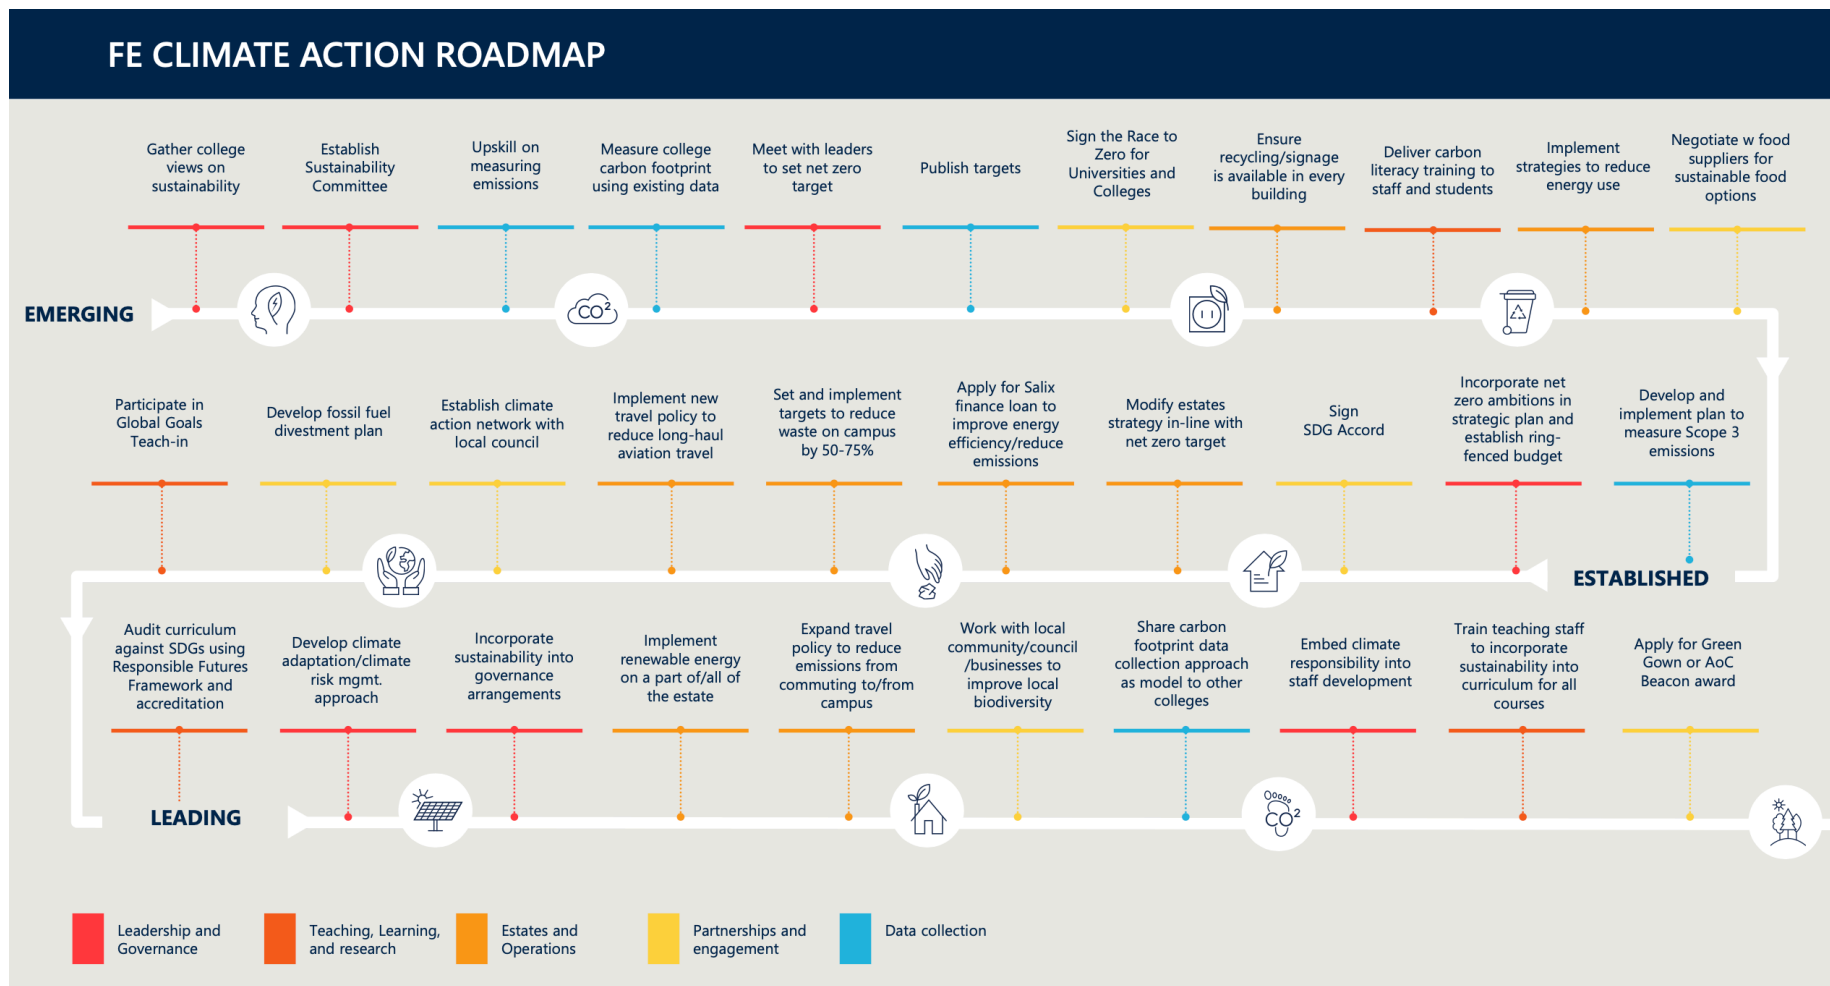 FE CLIMATE ACTION ROADMAP
Gather college
views on
sustainability
Establish
Sustainability
Committee
Upskill on
measuring
emissions
Measure college
carbon footprint
using existing data
Meet with leaders
to set net zero
target
Publish targets
Sign the Race to
Zero for
Universities and
Colleges
Ensure
recycling/signage
is available in every
building
Deliver carbon
literacy training to
staff and students
Implement
strategies to reduce
energy use
Negotiate w food
suppliers for
sustainable food
options
EMERGING
CO²
Participate in
Global Goals
Teach-in
Develop fossil fuel
divestment plan
Establish climate
action network with
local council
Implement new
travel policy to
reduce long-haul
aviation travel
Set and implement
targets to reduce
waste on campus
by 50-75%
Apply for Salix
finance loan to
improve energy
efficiency/reduce
emissions
Modify estates
strategy in-line with
net zero target
Sign
SDG Accord
Incorporate net
zero ambitions in
strategic plan and
establish ring-
fenced budget
Develop and
implement plan to
measure Scope 3
emissions
ESTABLISHED
Audit curriculum
against SDGs using
Responsible Futures
Framework and
accreditation
Develop climate
adaptation/climate
risk mgmt.
approach
Incorporate
sustainability into
governance
arrangements
Implement
renewable energy
on a part of/all of
the estate
Expand travel
policy to reduce
emissions from
commuting to/from
campus
Work with local
community/council
/businesses to
improve local
biodiversity
Share carbon
footprint data
collection approach
as model to other
colleges
Embed climate
responsibility into
staff development
Train teaching staff
to incorporate
sustainability into
curriculum for all
courses
Apply for Green
Gown or AoC
Beacon award
LEADING
CO²
Leadership and
Governance
Teaching, Learning,
and research
Estates and
Operations
Partnerships and
engagement
Data collection